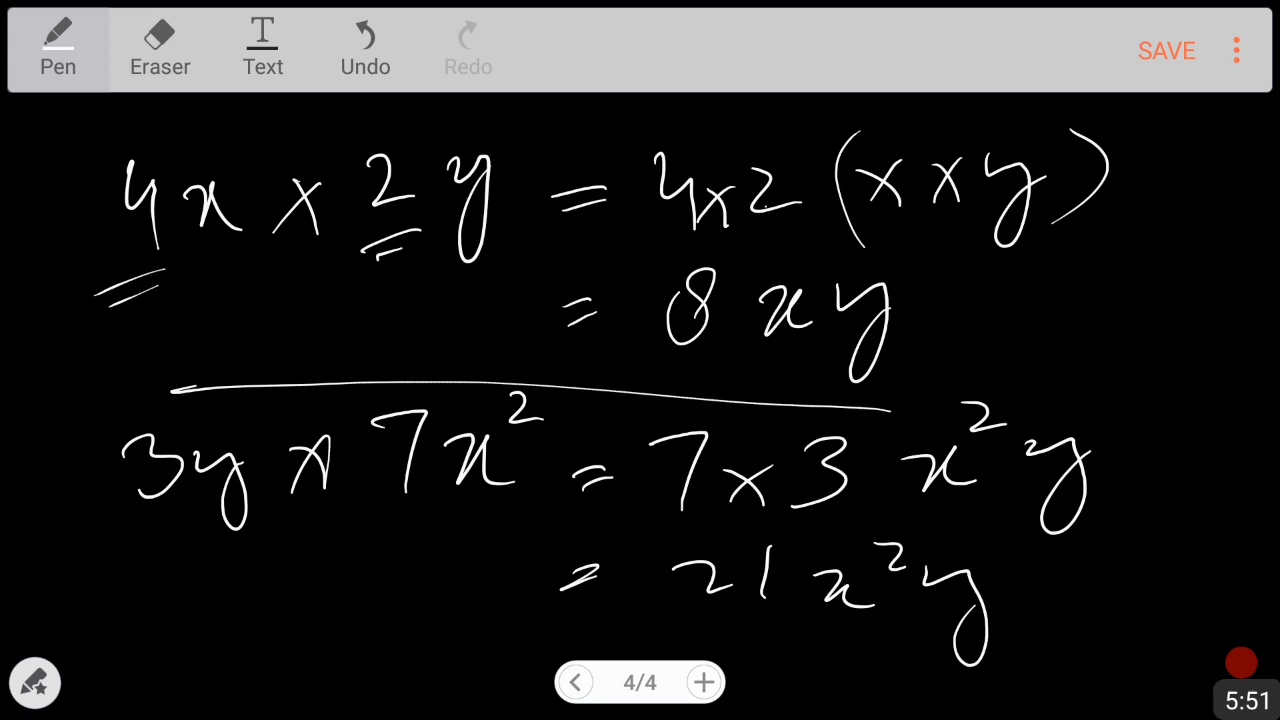 Pen Eraser Text Undo Redo SAVE
4x × 2y = 4×2 (x × y)
= 8xy
3y × 7x² = 7 × 3 x² y
= 21x²y
4/4
5:51